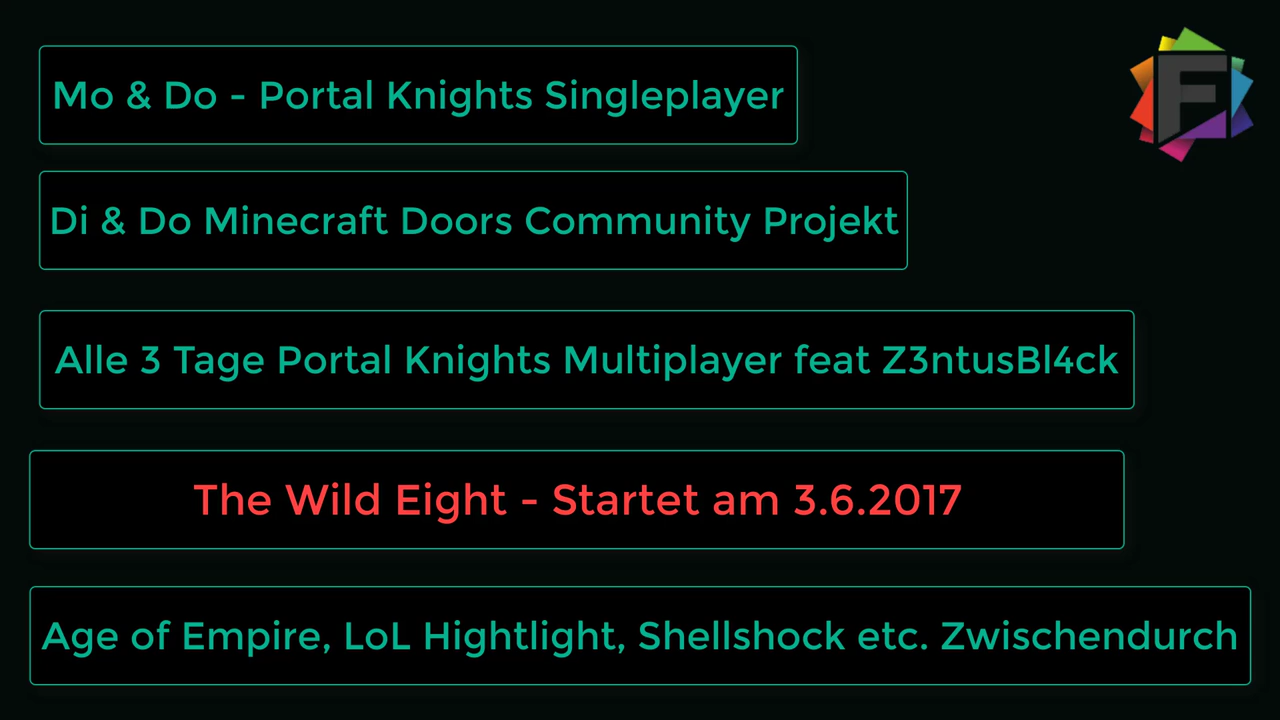 Mo & Do - Portal Knights Singleplayer
F
Di & Do Minecraft Doors Community Projekt
Alle 3 Tage Portal Knights Multiplayer feat Z3ntusBl4ck
The Wild Eight - Startet am 3.6.2017
Age of Empire, LoL Hightlight, Shellshock etc. Zwischendurch